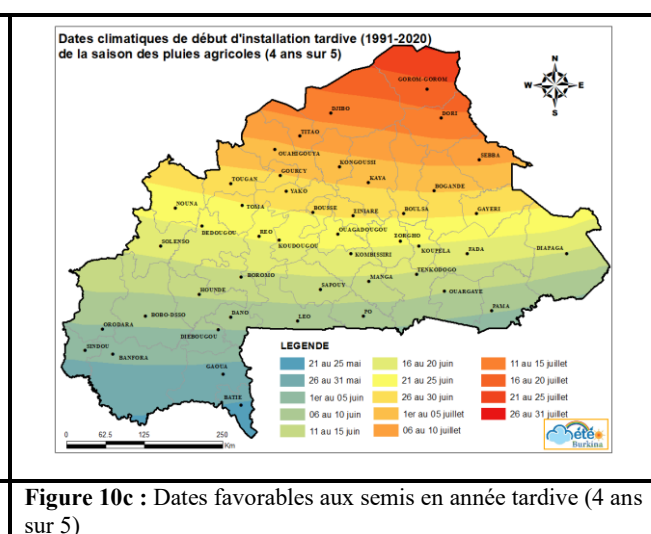 Dates climatiques de début d'installation tardive (1991-2020)
de la saison des pluies agricoles (4 ans sur 5)
N
W E
S
GOROM-GOROM
DJIBO
DORI
TITAO
OUAHIGOUYA
KONGOUSSI
SEBBA
GOURCY
TOUGAN
KAYA
YAKO
BOGANDE
NOUNA
TOMA
BOUSSE
ZINIARE
BOULSA
GAYERI
DEDOUGOU
REO
OUAGADOUGOU
SOLENSO
KOUDOUGOU
ZORGHO
KOUPELA
FADA
DIAPAGA
KOMBISSIRI
BOROMO
TENKODOGO
MANGA
HOUNDE
SAPOUY
OUARGAYE
BOBO-DSSO
DANO
LEO
PO
PAMA
ORODARA
DIEBOUGOU
SINDOU
BANFORA
GAOUA
BATIE
LEGENDE
21 au 25 mai 16 au 20 juin 11 au 15 juillet
26 au 31 mai 21 au 25 juin 16 au 20 juillet
1er au 05 juin 26 au 30 juin 21 au 25 juillet
06 au 10 juin 1er au 05 juillet 26 au 31 juillet
11 au 15 juin 06 au 10 juillet
0 62.5 125 250
Km
météo
Burkina
Figure 10c : Dates favorables aux semis en année tardive (4 ans
sur 5)